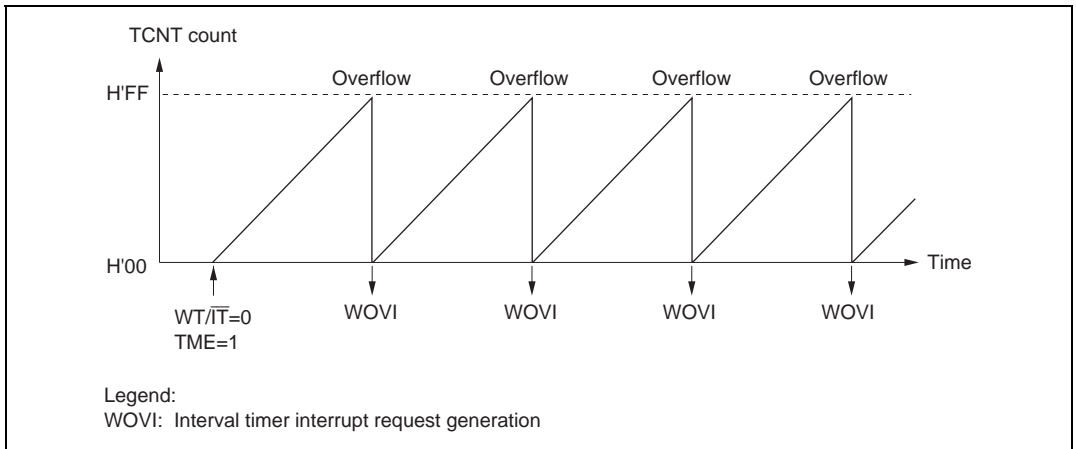 TCNT count
Overflow Overflow Overflow Overflow
H'FF
H'00
Time
WT/I̅T̅=0
TME=1
WOVI WOVI WOVI WOVI
Legend:
WOVI: Interval timer interrupt request generation